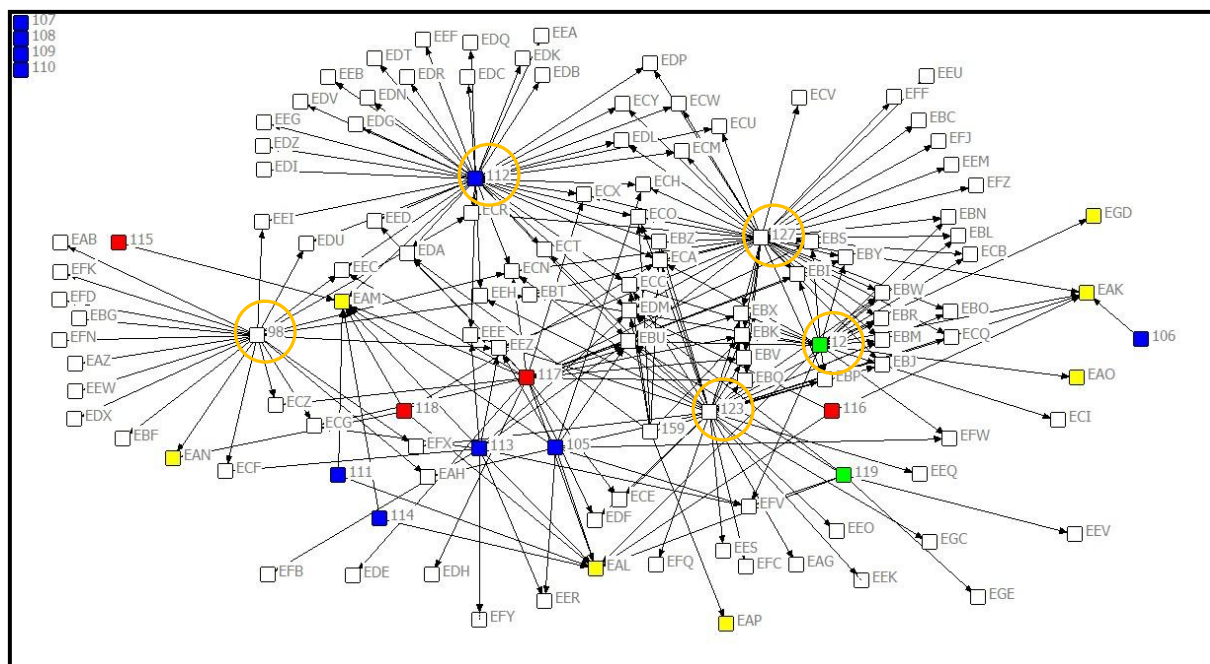 107
108
109
110
EEF
EDQ
EEA
EDT
EDK
EDP
EEB
EDR
EDC
EDB
EEU
EDV
EDN
ECY
ECW
ECV
EFF
EEG
EDG
ECU
EBC
EDZ
EDL
ECM
EFJ
EDI
112
ECX
ECH
EEM
EFZ
EEI
EED
ECR
ECO
EBN
EGD
115
EAB
EDU
EDA
ECT
EBZ
127
EBS
EBL
EFK
EEC
ECN
ECA
EBY
ECB
EFD
EAM
EEH
EBT
ECC
EBI
EBW
EAK
EBG
EDM
EBX
EBR
EBO
EFN
98
EEE
EBU
EBK
12
EBM
ECQ
106
EAZ
EEZ
EBV
EBJ
EEW
117
EBQ
EBP
EAO
EDX
ECZ
118
123
116
ECI
EBF
ECG
EFX
113
105
159
EFW
EAN
ECF
111
EAH
119
EEQ
114
ECE
EFV
EDF
EEO
EGC
EEV
EFB
EDE
EDH
EAL
EFQ
EES
EFC
EAG
EEK
EFY
EER
EAP
EGE